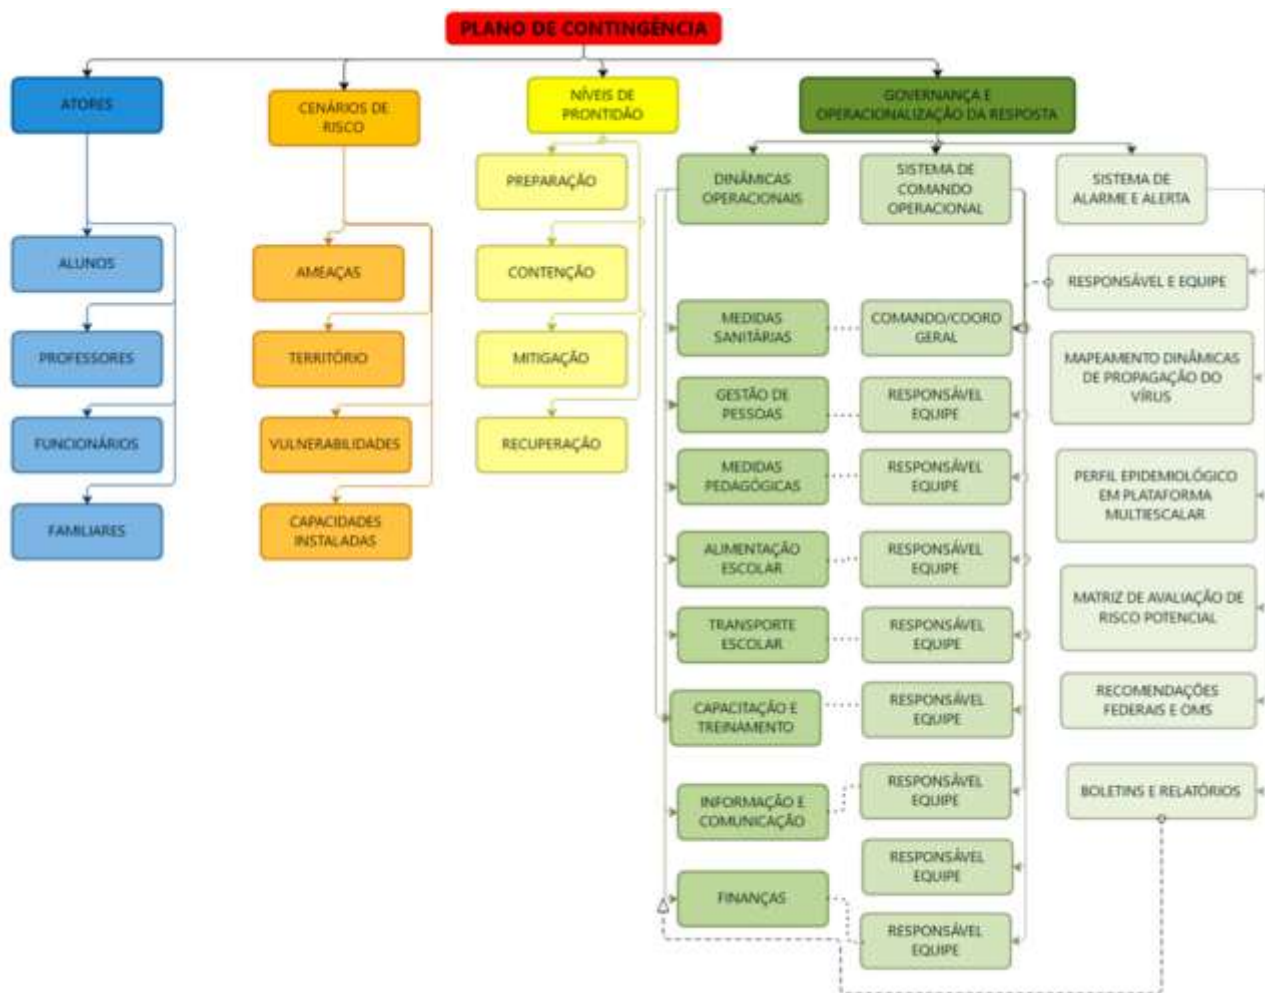 PLANO DE CONTINGÊNCIA
ATORES
ALUNOS
PROFESSORES
FUNCIONÁRIOS
FAMILIARES
CENÁRIOS DE
RISCO
AMEAÇAS
TERRITÓRIO
VULNERABILIDADES
CAPACIDADES
INSTALADAS
NÍVEIS DE
PRONTIDÃO
PREPARAÇÃO
CONTENÇÃO
MITIGAÇÃO
RECUPERAÇÃO
GOVERNANÇA E
OPERACIONALIZAÇÃO DA RESPOSTA
DINÂMICAS
OPERACIONAIS
MEDIDAS
SANITÁRIAS
GESTÃO DE
PESSOAS
MEDIDAS
PEDAGÓGICAS
ALIMENTAÇÃO
ESCOLAR
TRANSPORTE
ESCOLAR
CAPACITAÇÃO E
TREINAMENTO
INFORMAÇÃO E
COMUNICAÇÃO
FINANÇAS
SISTEMA DE
COMANDO
OPERACIONAL
COMANDO/COORD
GERAL
RESPONSÁVEL
EQUIPE
RESPONSÁVEL
EQUIPE
RESPONSÁVEL
EQUIPE
RESPONSÁVEL
EQUIPE
RESPONSÁVEL
EQUIPE
RESPONSÁVEL
EQUIPE
RESPONSÁVEL
EQUIPE
RESPONSÁVEL
EQUIPE
SISTEMA DE
ALARME E ALERTA
RESPONSÁVEL E EQUIPE
MAPEAMENTO DINÂMICAS
DE PROPAGAÇÃO DO
VÍRUS
PERFIL EPIDEMIOLÓGICO
EM PLATAFORMA
MULTIESCALAR
MATRIZ DE AVALIAÇÃO DE
RISCO POTENCIAL
RECOMENDAÇÕES
FEDERAIS E OMS
BOLETINS E RELATÓRIOS